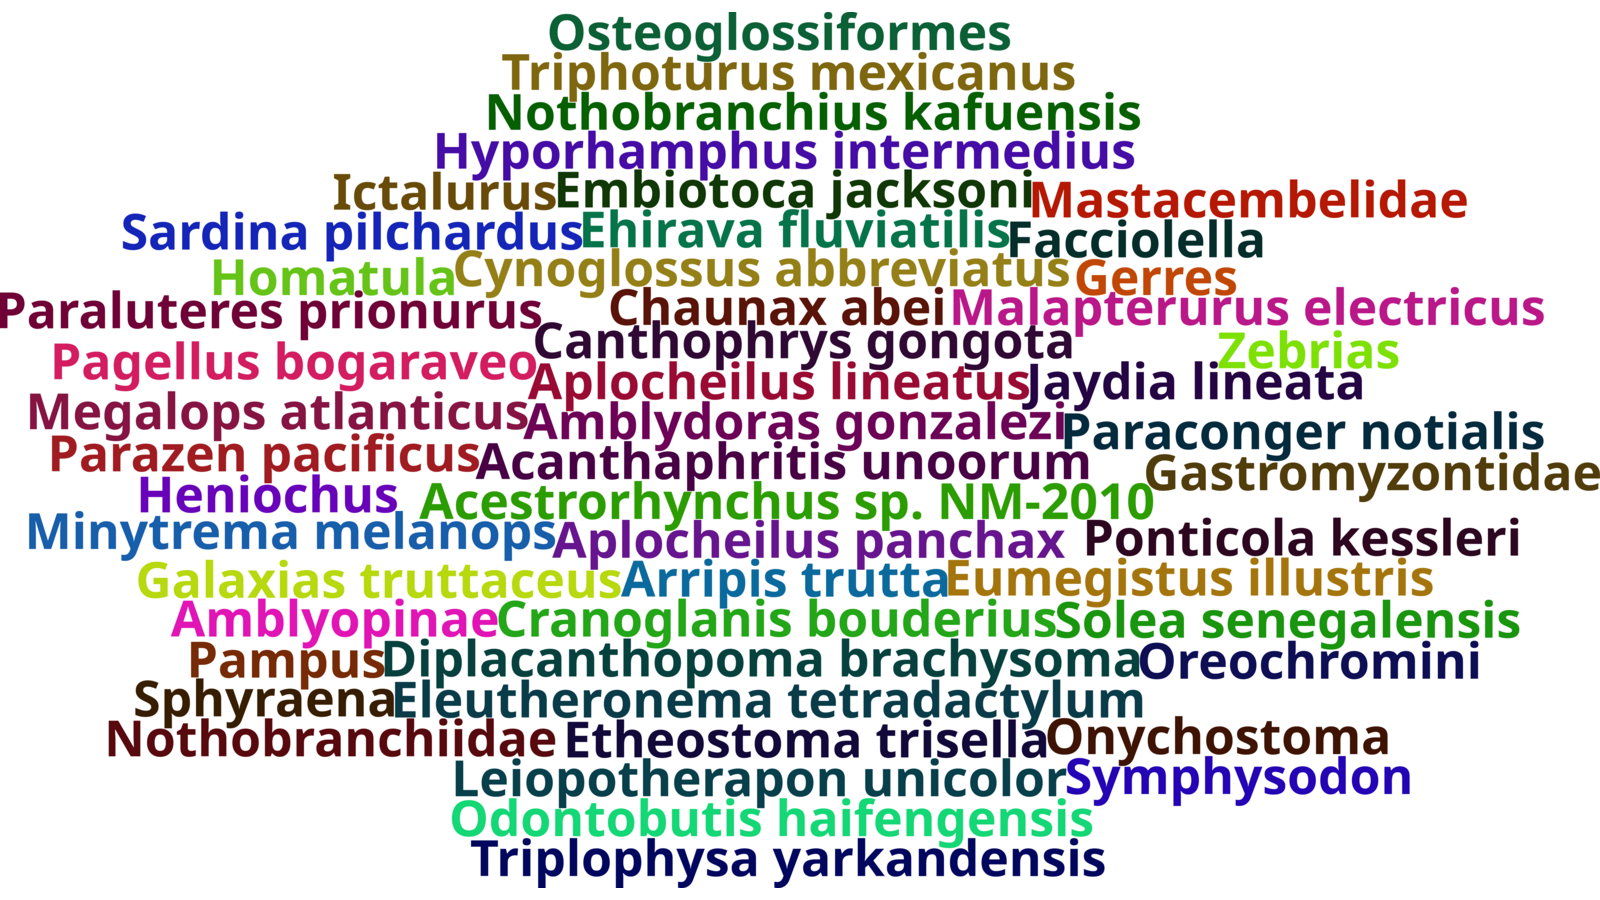 Osteoglossiformes
Triphoturus mexicanus
Nothobranchius kafuensis
Hyporhamphus intermedius
Ictalurus Embiotoca jacksoni Mastacembelidae
Sardina pilchardus Ehirava fluviatilis Facciolella
Homatula Cynoglossus abbreviatus Gerres
Paraluteres prionurus Chaunax abei Malapterurus electricus
Canthophrys gongota Zebrias
Pagellus bogaraveo Aplocheilus lineatus Jaydia lineata
Megalops atlanticus Amblydoras gonzalezi Paraconger notialis
Parazen pacificus Acanthaphritis unoorum Gastromyzontidae
Heniochus Acestrorhynchus sp. NM-2010
Minytrema melanops Aplocheilus panchax Ponticola kessleri
Galaxias truttaceus Arripis trutta Eumegistus illustris
Amblyopinae Cranoglanis bouderius Solea senegalensis
Pampus Diplacanthopoma brachysoma Oreochromini
Sphyraena Eleutheronema tetradactylum
Nothobranchiidae Etheostoma trisella Onychostoma
Leiopotherapon unicolor Symphysodon
Odontobutis haifengensis
Triplophysa yarkandensis